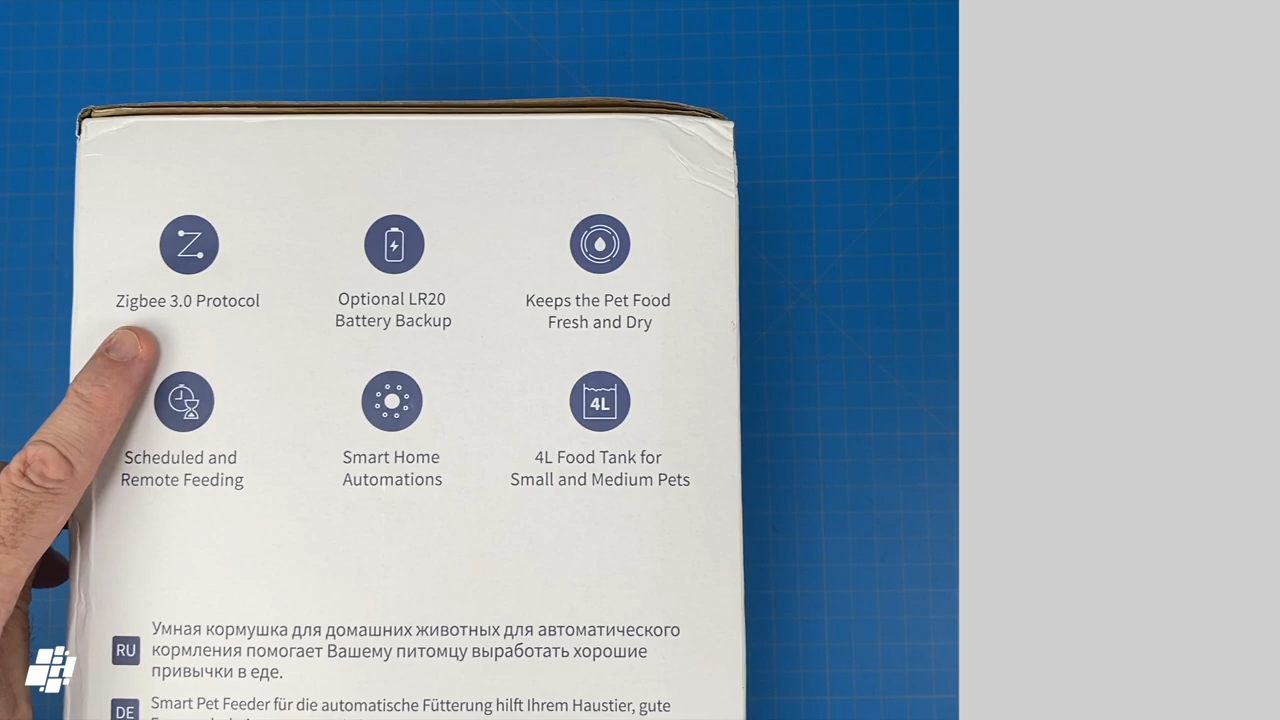 Zigbee 3.0 Protocol
Optional LR20
Battery Backup
Keeps the Pet Food
Fresh and Dry
Scheduled and
Remote Feeding
Smart Home
Automations
4L
4L Food Tank for
Small and Medium Pets
RU
Умная кормушка для домашних животных для автоматического
кормления помогает Вашему питомцу выработать хорошие
привычки в еде.
DE
Smart Pet Feeder für die automatische Fütterung hilft Ihrem Haustier, gute